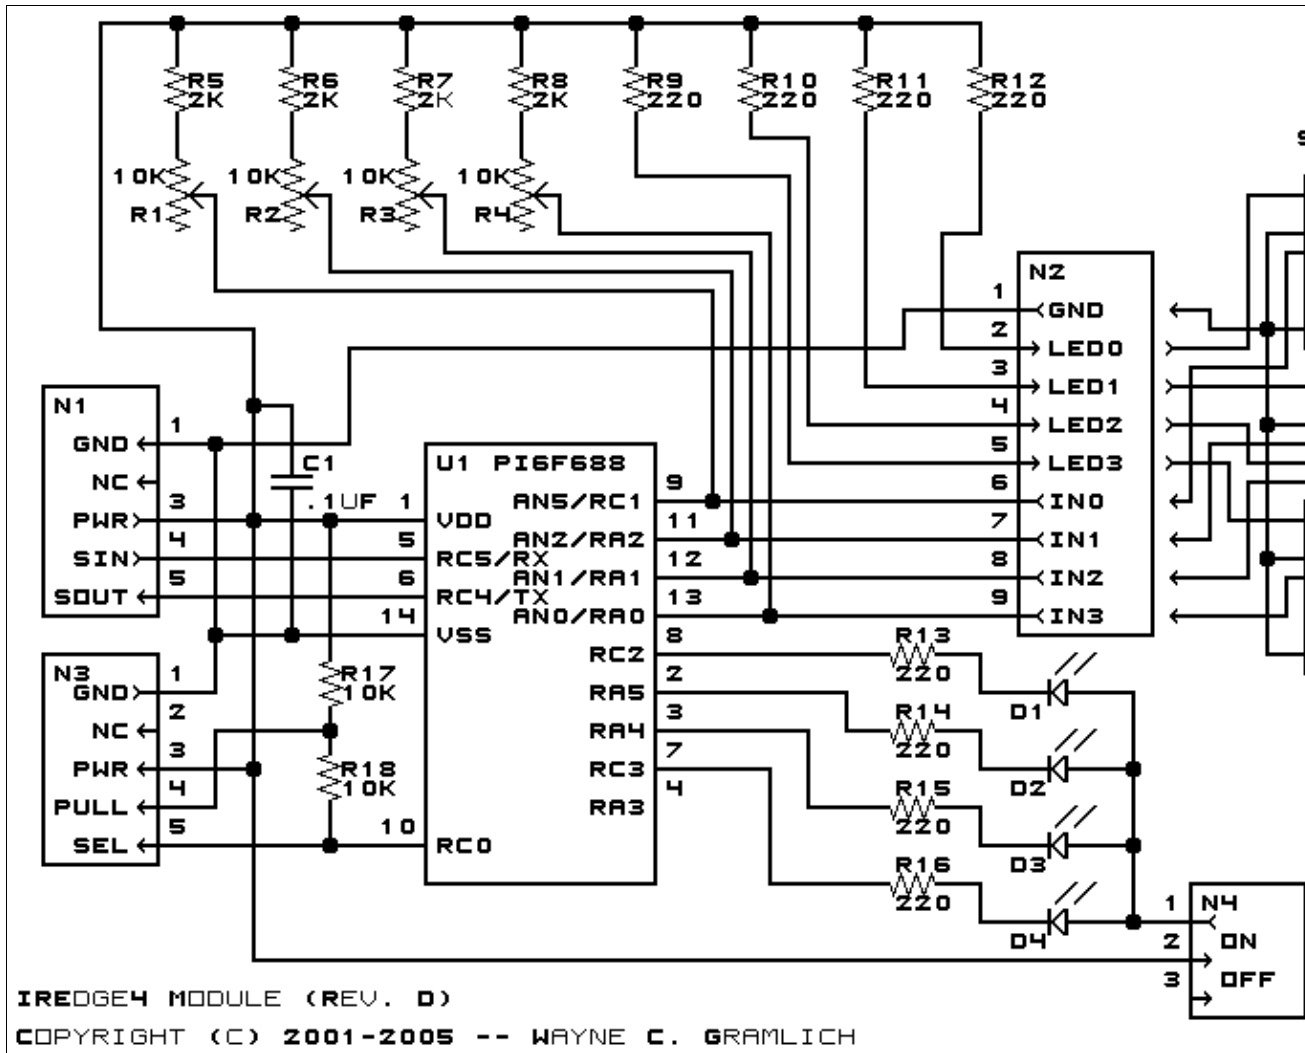 R5 R6 R7 R8 R9 R10 R11 R12
2K 2K 2K 2K 220 220 220 220
10K 10K 10K 10K
R1 R2 R3 R4
N2
1 GND
2 LED0
3 LED1
4 LED2
5 LED3
6 IN0
7 IN1
8 IN2
9 IN3
N1
GND 1
NC
PWR 3
SIN 4
SOUT 5
C1
.1UF
U1 PI6F688
1 VDD
5 RC5/RX
6 RC4/TX
14 VSS
10 RC0
AN5/RC1 9
AN2/RA2 11
AN1/RA1 12
AN0/RA0 13
RC2 8
RA5 2
RA4 3
RC3 7
RA3 4
N3
GND 1
NC 2
PWR 3
PULL 4
SEL 5
R17
10K
R18
10K
R13
220
D1
R14
220
D2
R15
220
D3
R16
220
D4
N4
1
2 ON
3 OFF
IREDGE4 MODULE (REV. D)
COPYRIGHT (C) 2001-2005 -- WAYNE C. GRAMLICH